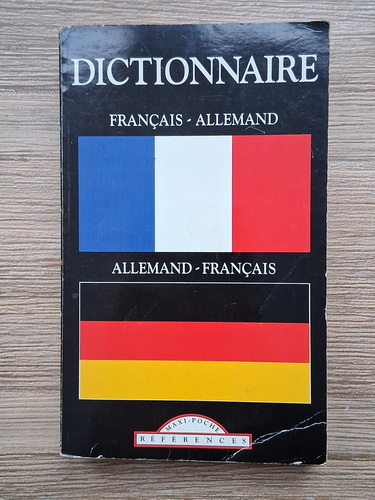 DICTIONNAIRE
FRANÇAIS - ALLEMAND
ALLEMAND - FRANÇAIS
MAXI-POCHE
RÉFÉRENCES